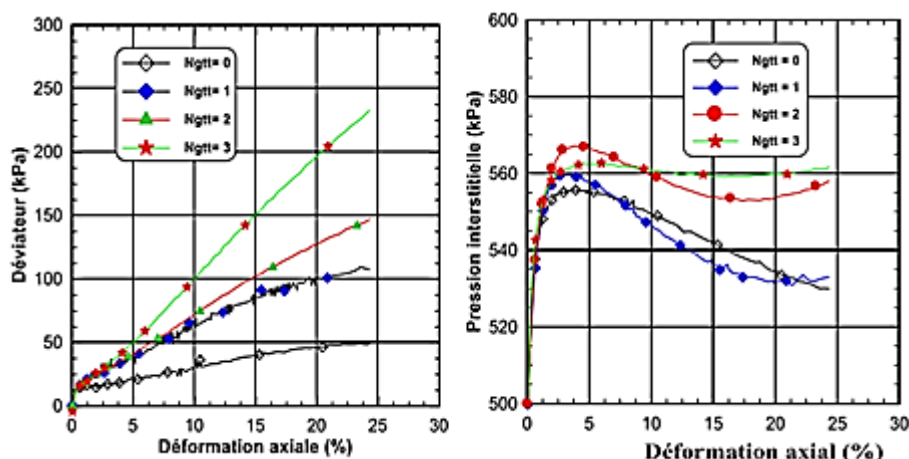 300
250
200
150
100
50
0
Déviateur (kPa)
Ngtt= 0
Ngtt= 1
Ngtt= 2
Ngtt= 3
0 5 10 15 20 25 30
Déformation axiale (%)
600
580
560
540
520
500
Pression interstitielle (kPa)
Ngtt= 0
Ngtt = 1
Ngtt = 2
Ngtt = 3
0 5 10 15 20 25 30
Déformation axial (%)